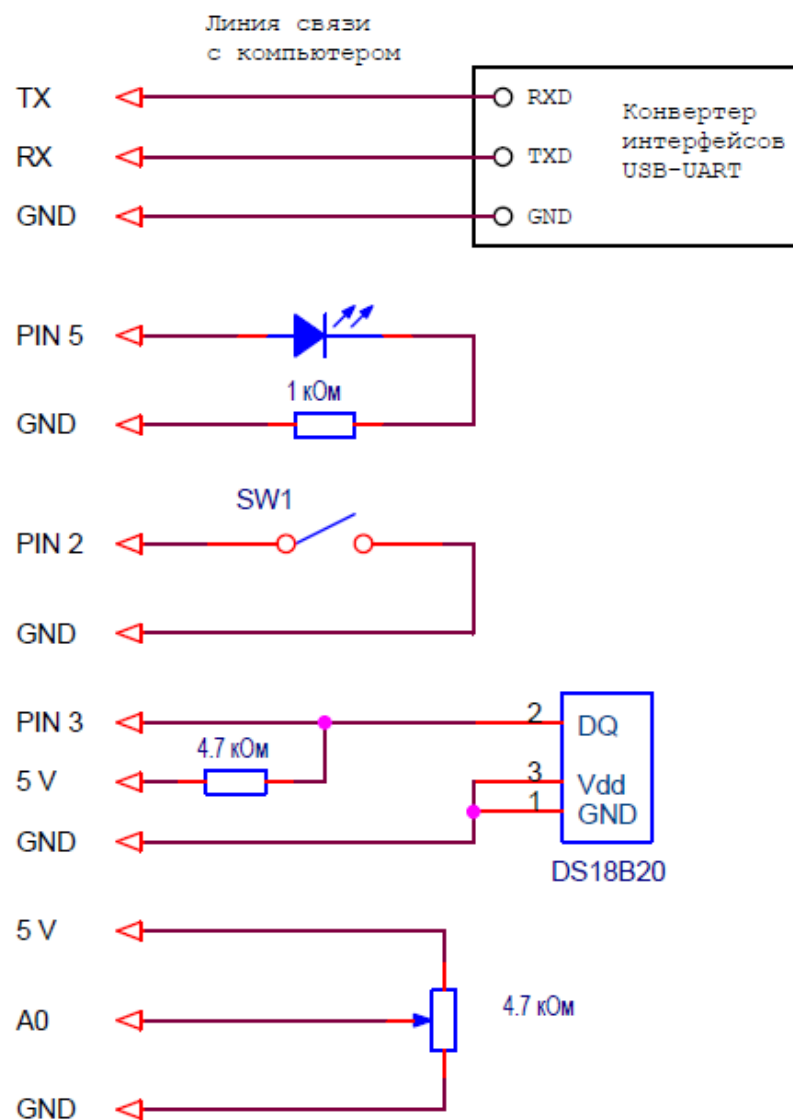 Линия связи
с компьютером
TX
RXD
Конвертер
интерфейсов
USB-UART
RX
TXD
GND
GND
PIN 5
1 кОм
GND
SW1
PIN 2
GND
PIN 3
2
DQ
4.7 кОм
5 V
3
Vdd
1
GND
GND
DS18B20
5 V
A0
4.7 кОм
GND